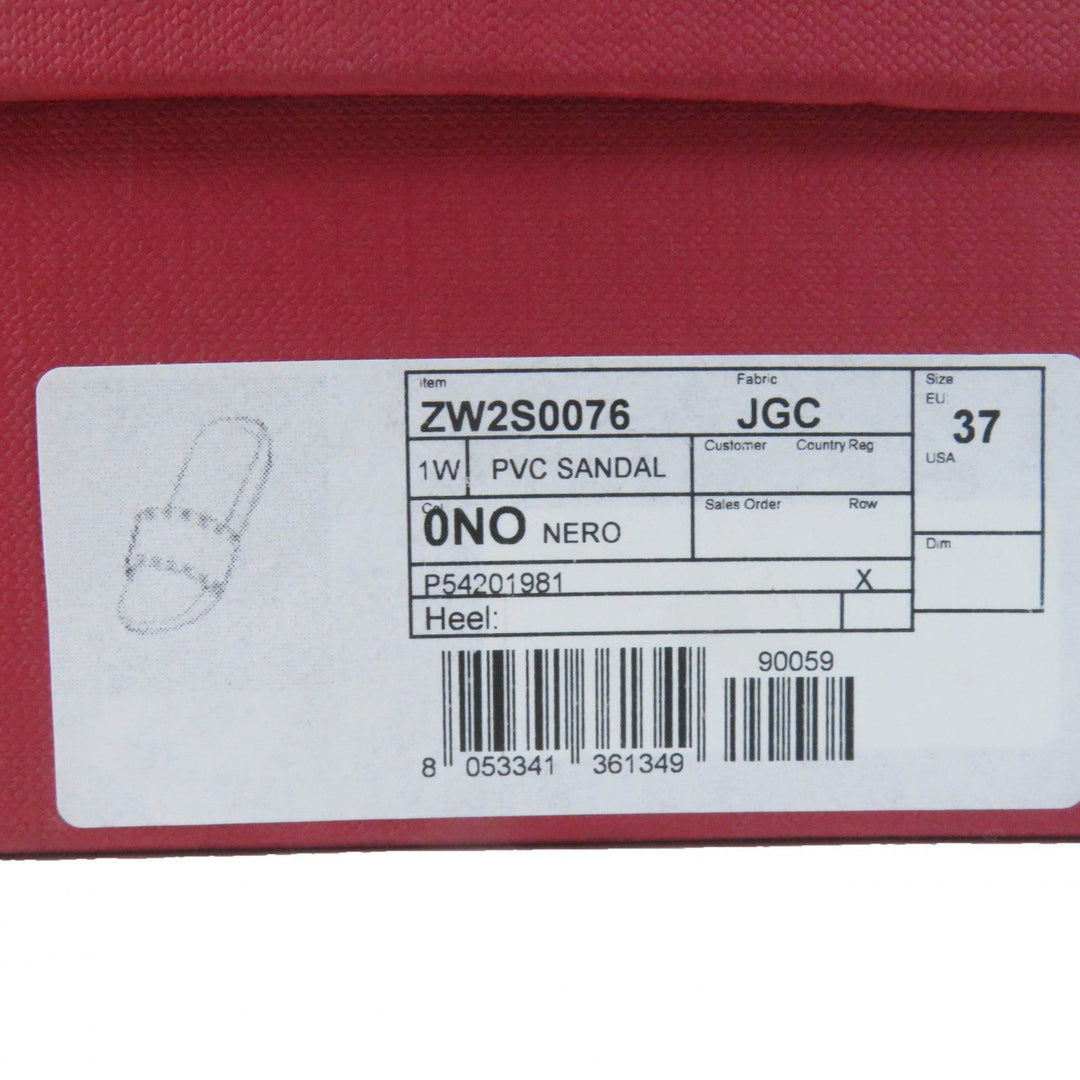 Item Fabric
ZW2S0076 JGC
Size
EU
37
USA
1W PVC SANDAL
Customer Country Reg
Col
0NO NERO
Sales Order Row
Dim
P54201981 X
Heel:
90059
8 053341 361349